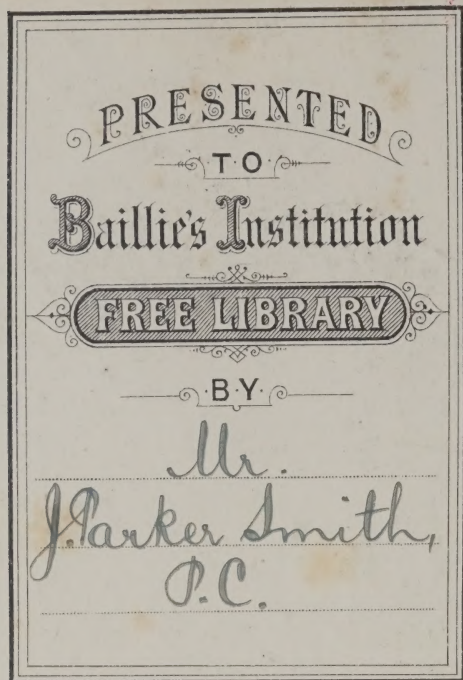 PRESENTED
·TO·
Baillie's Institution
FREE LIBRARY
·BY·
Mr.
J. Parker Smith,
P.C.